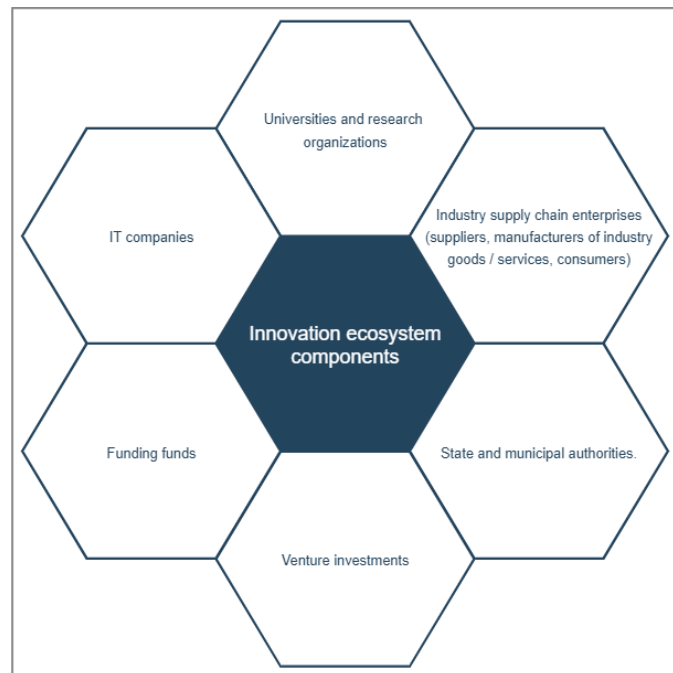 Universities and research
organizations
IT companies
Industry supply chain enterprises
(suppliers, manufacturers of industry
goods / services, consumers)
Innovation ecosystem
components
Funding funds
State and municipal authorities.
Venture investments